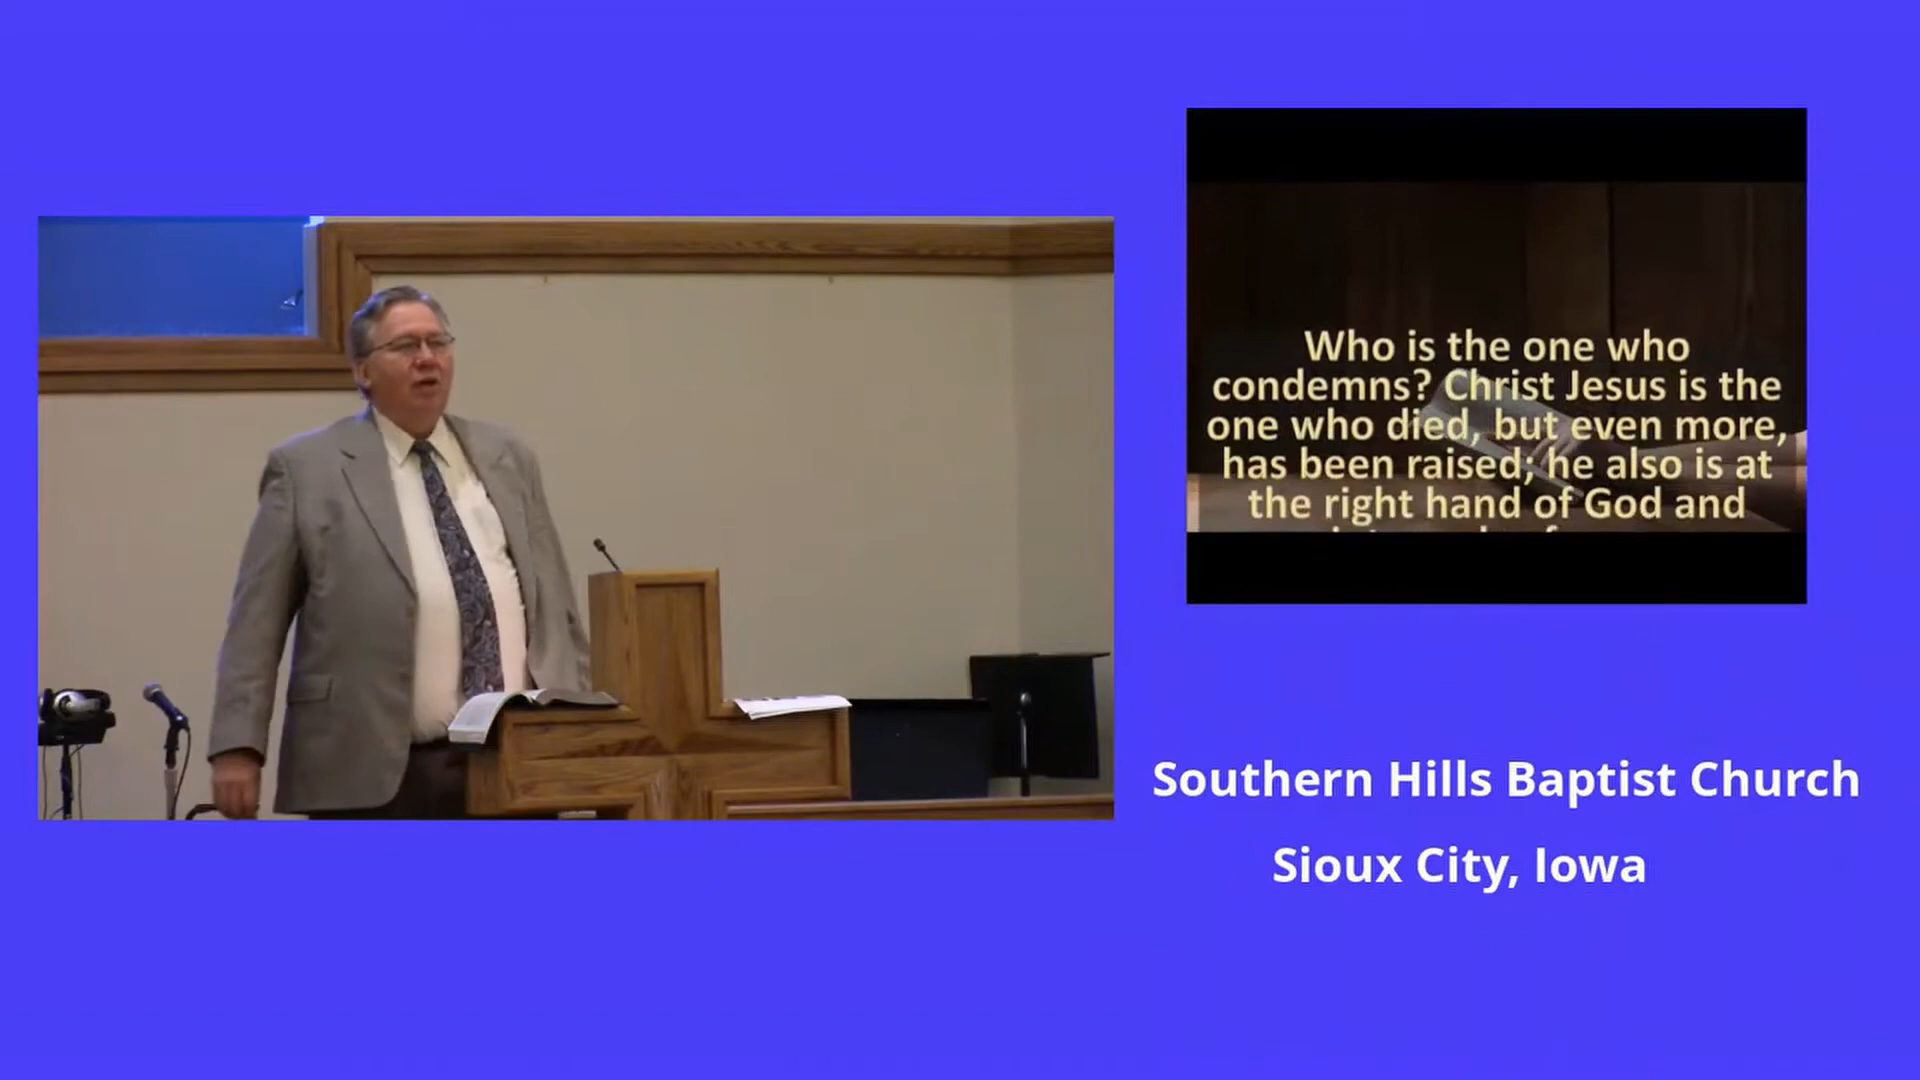 Who is the one who
condemns? Christ Jesus is the
one who died, but even more,
has been raised; he also is at
the right hand of God and
Southern Hills Baptist Church
Sioux City, Iowa